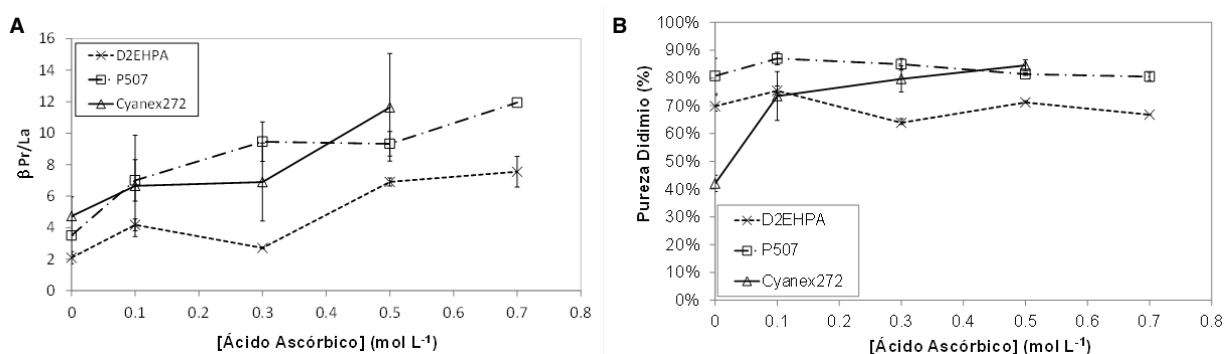 A
16
14
12
10
8
6
4
2
0
βPr/La
D2EHPA
P507
Cyanex272
0 0.1 0.2 0.3 0.4 0.5 0.6 0.7 0.8
[Ácido Ascórbico] (mol L⁻¹)
B
100%
90%
80%
70%
60%
50%
40%
30%
20%
10%
0%
Pureza Didimio (%)
D2EHPA
P507
Cyanex272
0 0.1 0.2 0.3 0.4 0.5 0.6 0.7 0.8
[Ácido Ascórbico] (mol L⁻¹)